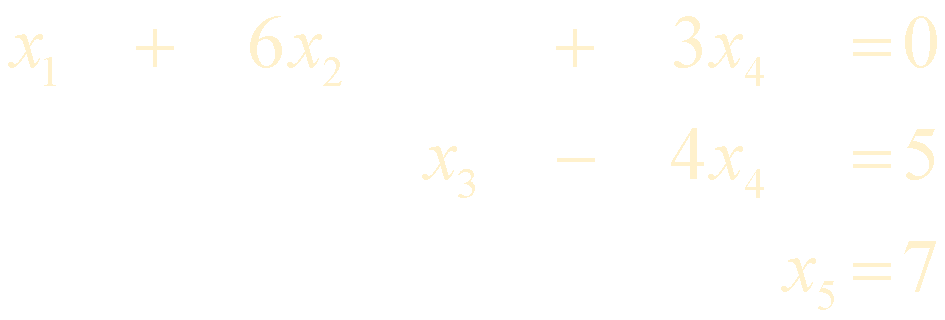 x₁ + 6x₂ + 3x₄ = 0
x₃ − 4x₄ = 5
x₅ = 7